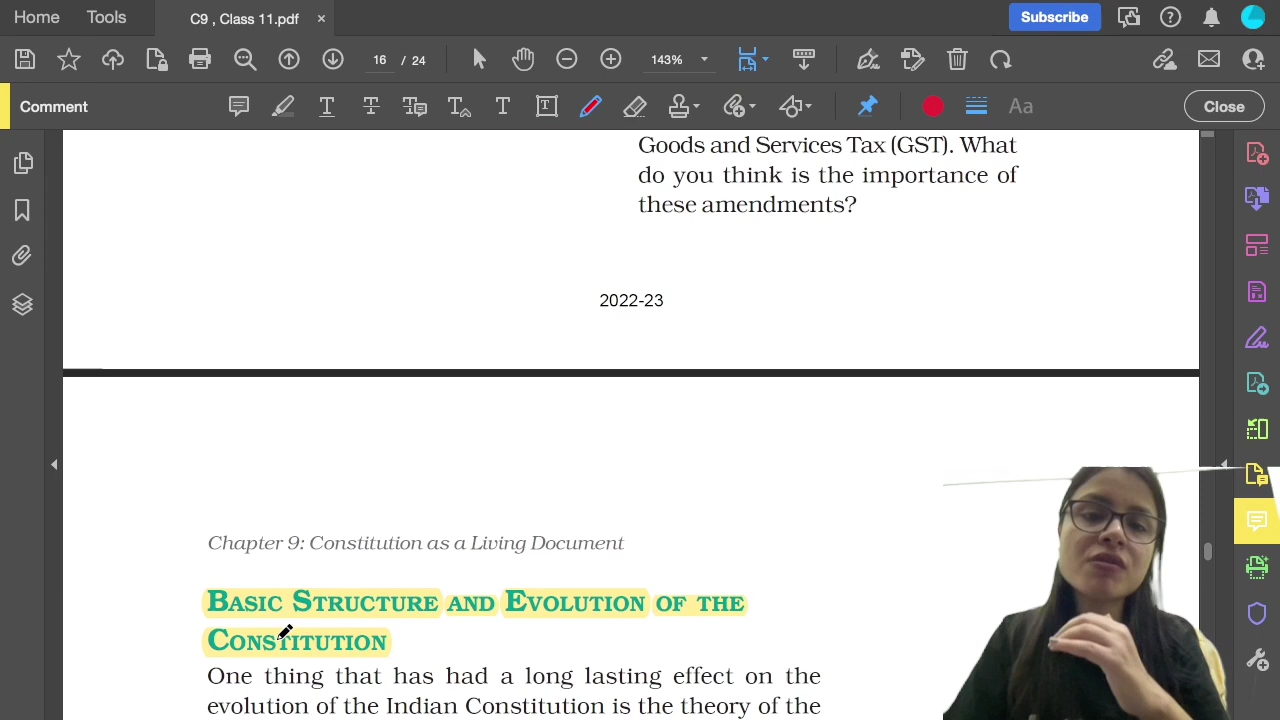 Home Tools C9 , Class 11.pdf × Subscribe
16 / 24 143%
Comment Aa Close
Goods and Services Tax (GST). What
do you think is the importance of
these amendments?
2022-23
Chapter 9: Constitution as a Living Document
BASIC STRUCTURE AND EVOLUTION OF THE
CONSTITUTION
One thing that has had a long lasting effect on the
evolution of the Indian Constitution is the theory of the